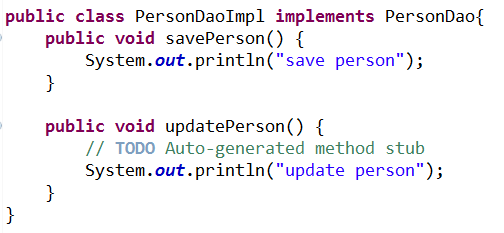 public class PersonDaoImpl implements PersonDao{
    public void savePerson() {
        System.out.println("save person");
    }

    public void updatePerson() {
        // TODO Auto-generated method stub
        System.out.println("update person");
    }
}